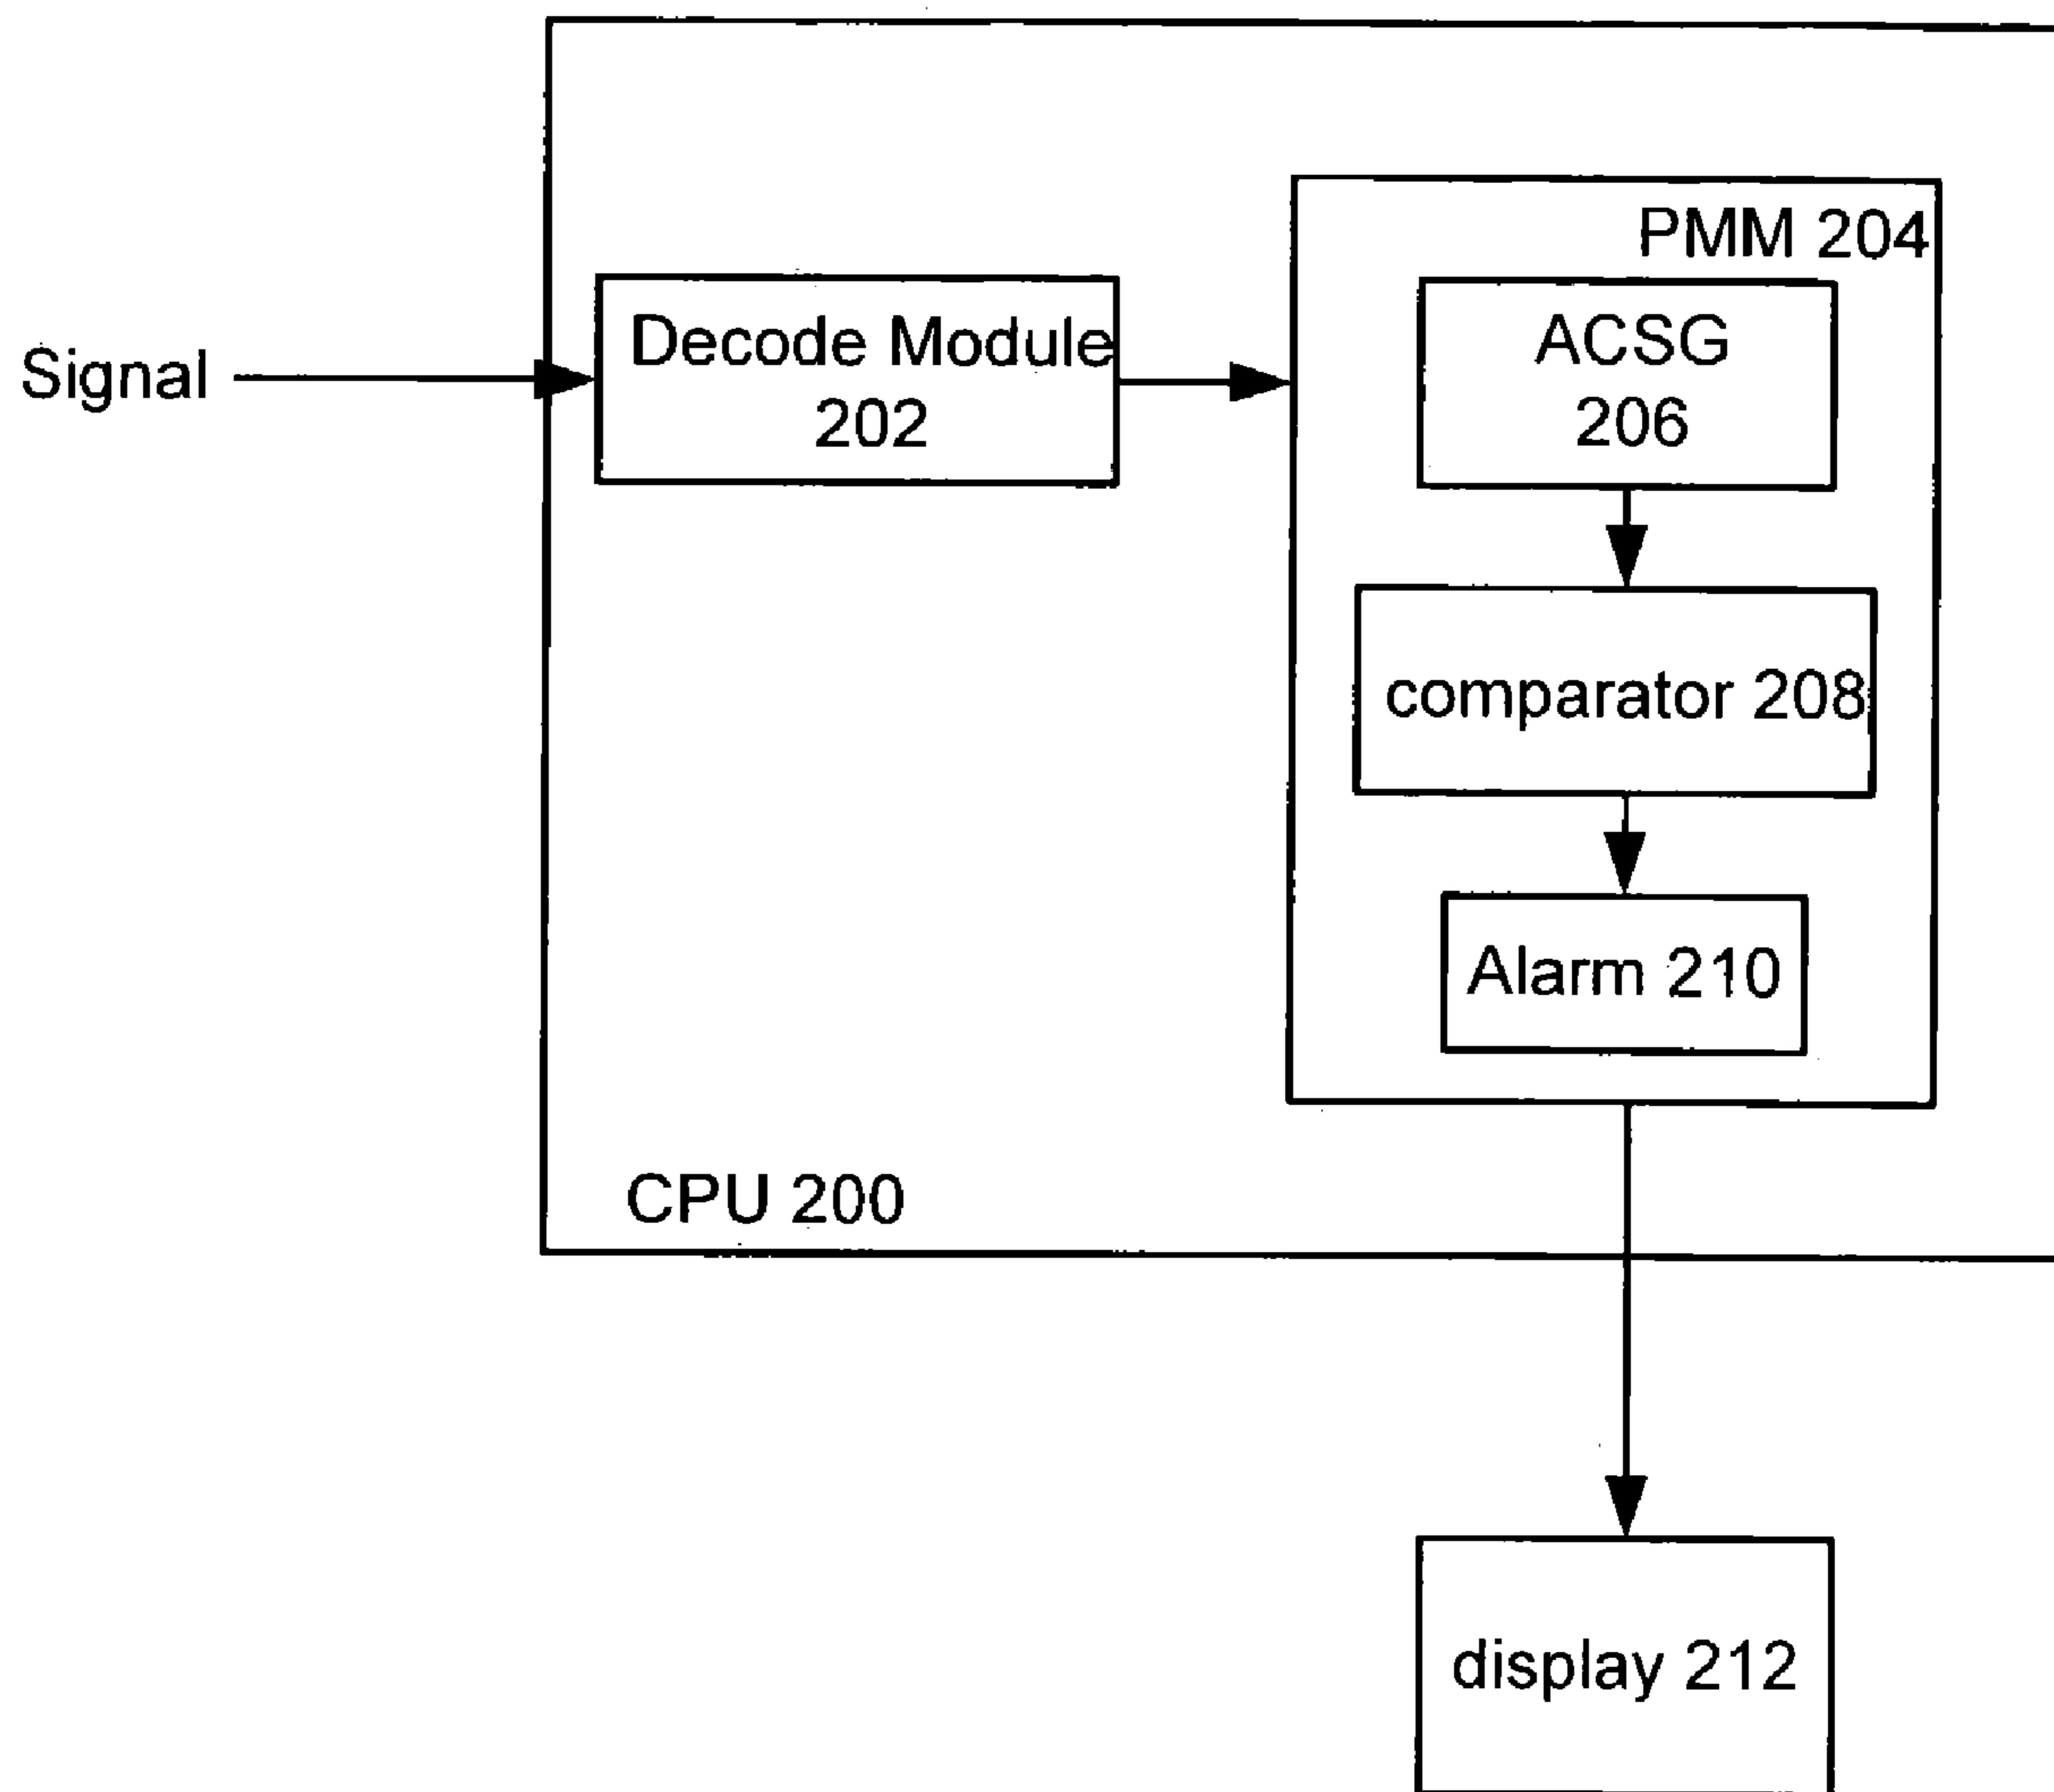 PMM 204
Signal
Decode Module
202
ACSG
206
comparator 208
Alarm 210
CPU 200
display 212